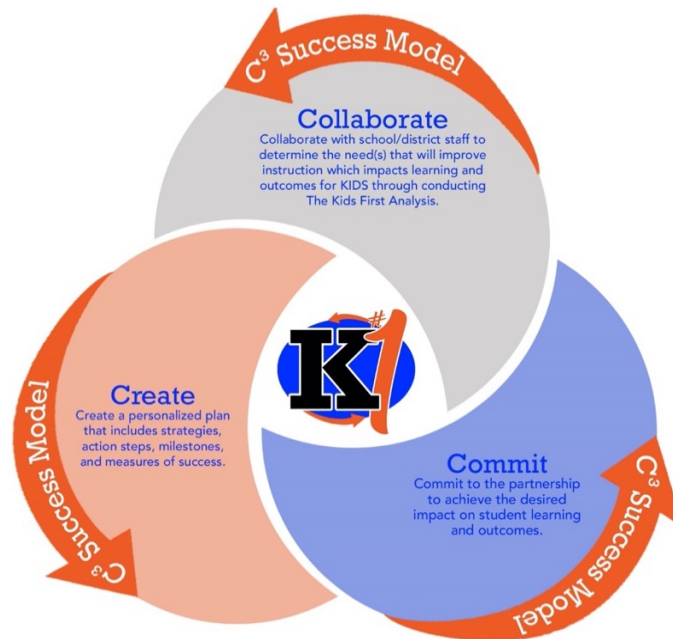 C³ Success Model
Collaborate
Collaborate with school/district staff to
determine the need(s) that will improve
instruction which impacts learning and
outcomes for KIDS through conducting
The Kids First Analysis.
#
K1
C³ Success Model
Create
Create a personalized plan
that includes strategies,
action steps, milestones,
and measures of success.
Commit
Commit to the partnership
to achieve the desired
impact on student learning
and outcomes.
C³ Success Model